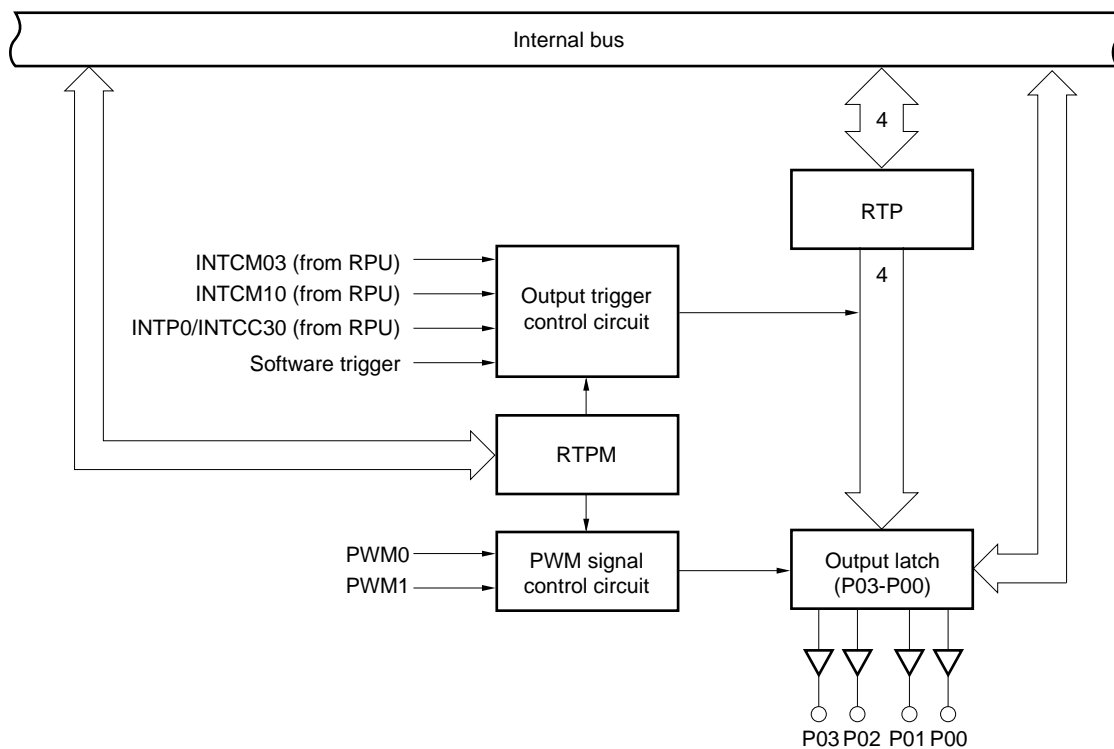 Internal bus
4
RTP
4
INTCM03 (from RPU)
INTCM10 (from RPU)
INTP0/INTCC30 (from RPU)
Software trigger
Output trigger
control circuit
RTPM
PWM0
PWM1
PWM signal
control circuit
Output latch
(P03-P00)
P03 P02 P01 P00